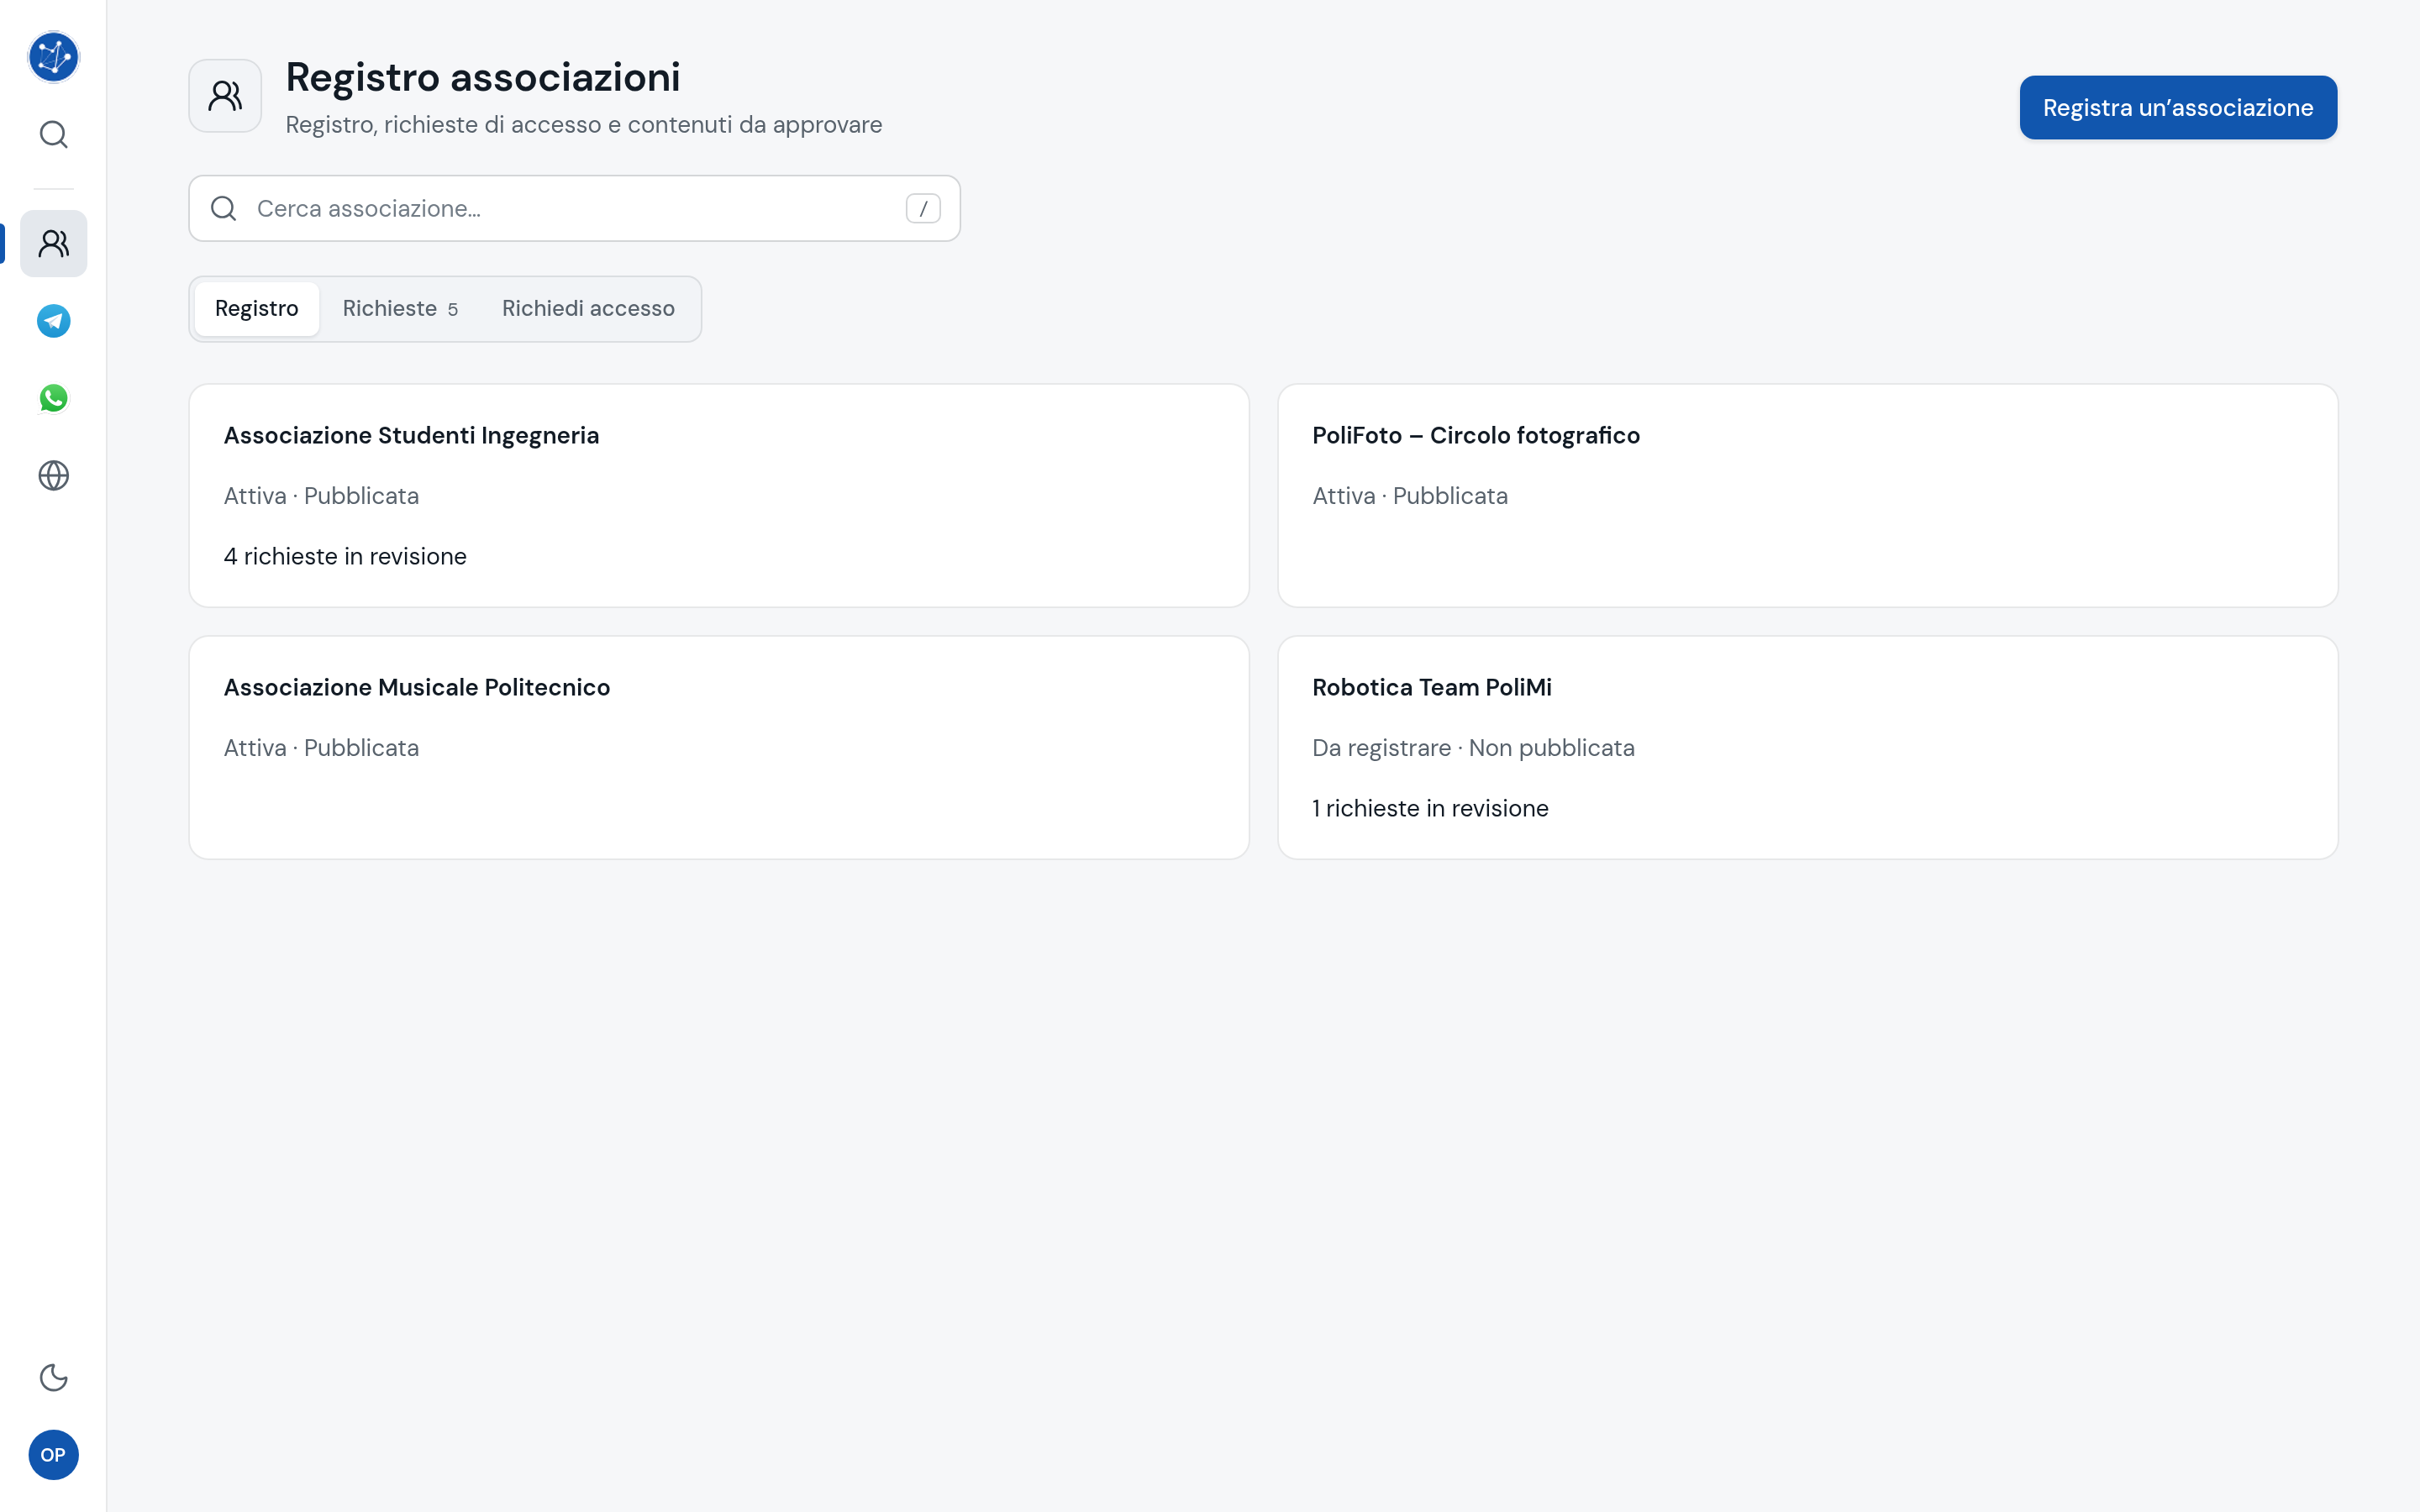 Registro associazioni
Registro, richieste di accesso e contenuti da approvare
Registra un’associazione
Cerca associazione…
/
Registro
Richieste 5
Richiedi accesso
Associazione Studenti Ingegneria
Attiva · Pubblicata
4 richieste in revisione
PoliFoto – Circolo fotografico
Attiva · Pubblicata
Associazione Musicale Politecnico
Attiva · Pubblicata
Robotica Team PoliMi
Da registrare · Non pubblicata
1 richieste in revisione
OP